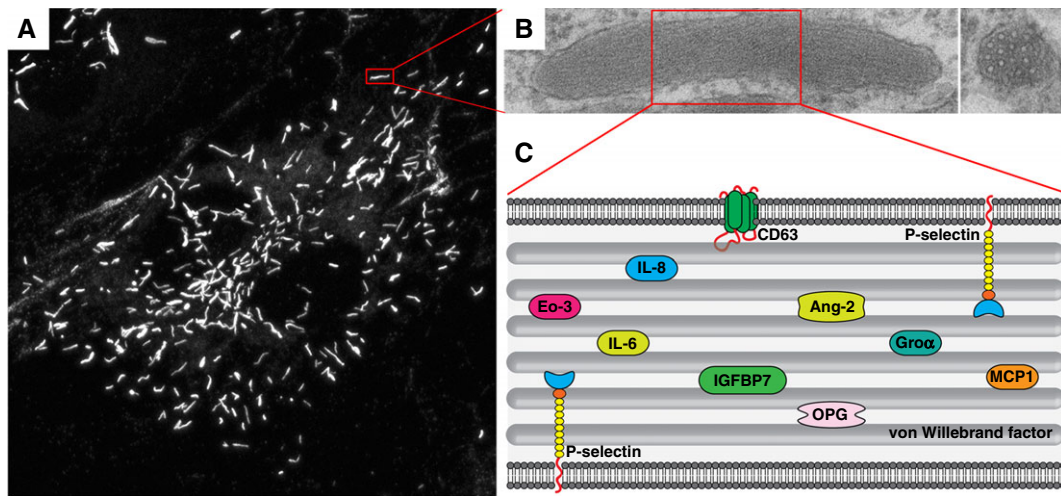 A
B
C
CD63
P-selectin
IL-8
Eo-3
Ang-2
IL-6
Groα
IGFBP7
MCP1
OPG
von Willebrand factor
P-selectin